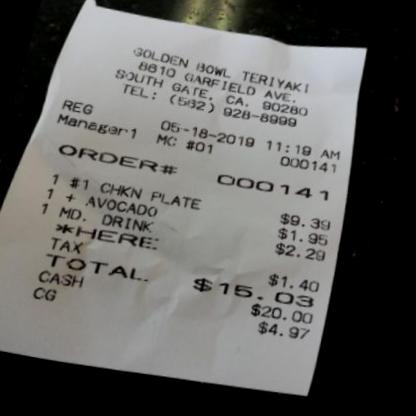 GOLDEN BOWL TERIYAKI
8610 GARFIELD AVE.
SOUTH GATE, CA. 90280
TEL: (562) 928-8999
REG 05-18-2019 11:19 AM
Manager1 MC #01 000141
ORDER# 000141
1 #1 CHKN PLATE $9.39
1 + AVOCADO $1.95
1 MD. DRINK $2.29
*HERE:
TAX $1.40
TOTAL $15.03
CASH $20.00
CG $4.97